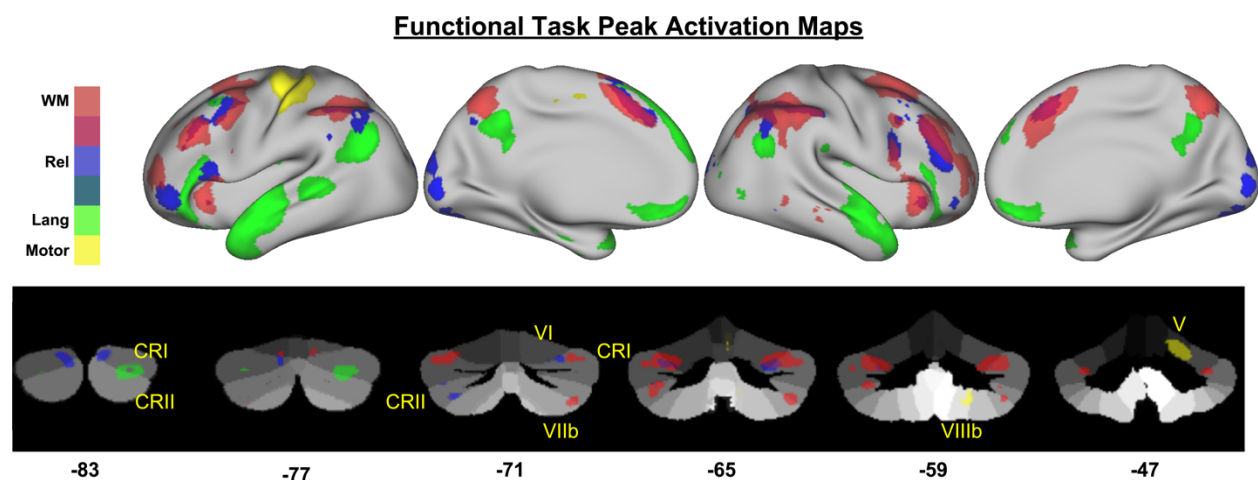 Functional Task Peak Activation Maps
WM
Rel
Lang
Motor
VI
V
CRI
CRI
CRII
CRII
VIIb
VIIIb
-83
-77
-71
-65
-59
-47